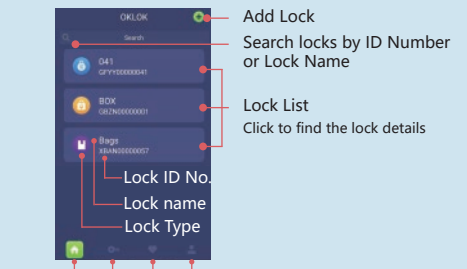 OKLOK
Add Lock
Search
Search locks by ID Number
or Lock Name
041
GFYY00000041
BOX
GBZN00000001
Lock List
Click to find the lock details
Bags
XBAN00000057
Lock ID No.
Lock name
Lock Type